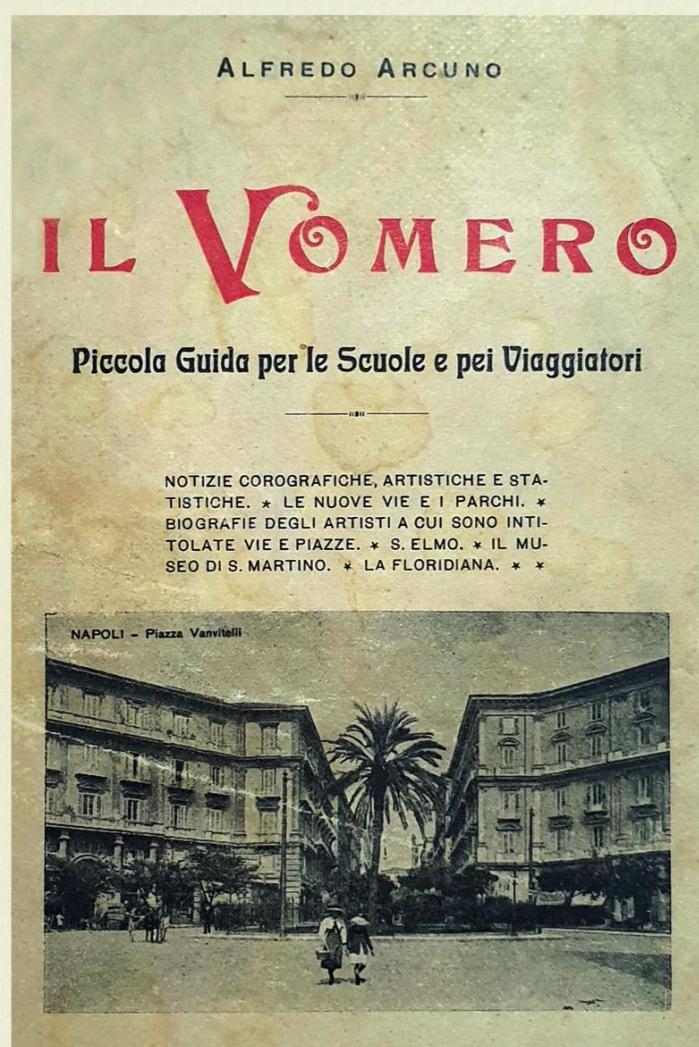 ALFREDO ARCUNO
IL VOMERO
Piccola Guida per le Scuole e pei Viaggiatori
NOTIZIE COROGRAFICHE, ARTISTICHE E STA-
TISTICHE. * LE NUOVE VIE E I PARCHI. *
BIOGRAFIE DEGLI ARTISTI A CUI SONO INTI-
TOLATE VIE E PIAZZE. * S. ELMO. * IL MU-
SEO DI S. MARTINO. * LA FLORIDIANA. * *
NAPOLI - Piazza Vanvitelli